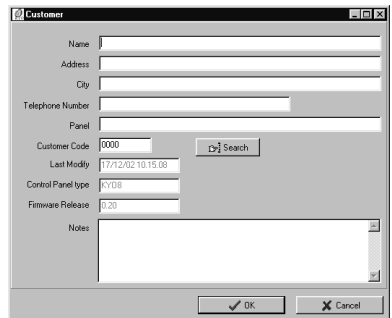 Customer
Name
Address
City
Telephone Number
Panel
Customer Code 0000 Search
Last Modify 17/12/02 10.15.08
Control Panel type KYO8
Firmware Release 0.20
Notes
OK Cancel